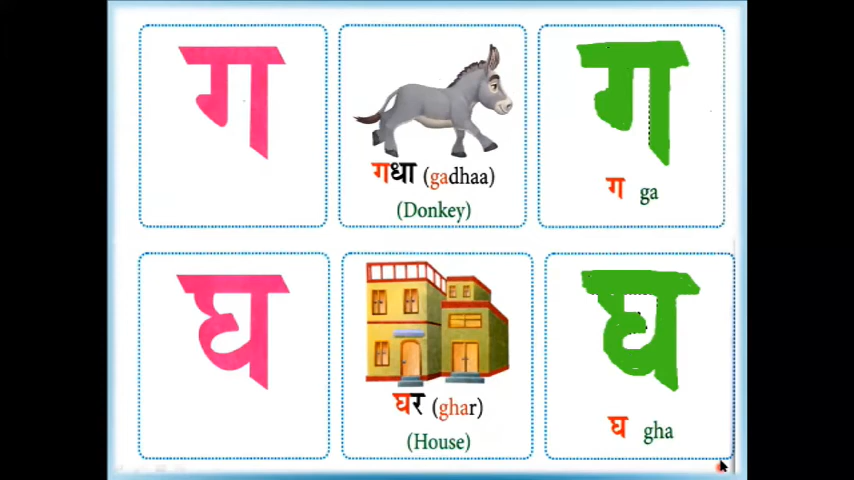 ग
गधा (gadhaa)
(Donkey)
ग
ग ga
घ
घर (ghar)
(House)
घ
घ gha